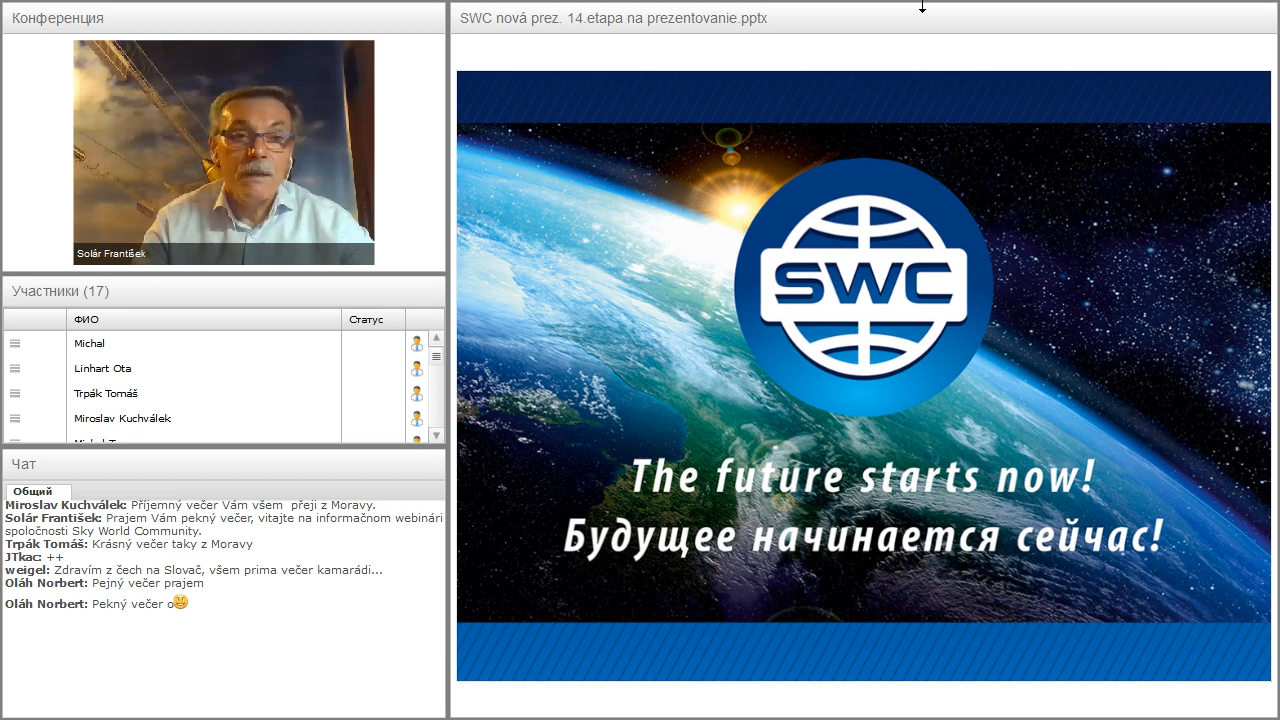 Конференция
Solár František
Участники (17)
ФИО
Статус
Michal
Linhart Ota
Trpák Tomáš
Miroslav Kuchválek
Чат
Общий
Miroslav Kuchválek: Příjemný večer Vám všem přeji z Moravy.
Solár František: Prajem Vám pekný večer, vitajte na informačnom webinári
spoločnosti Sky World Community.
Trpák Tomáš: Krásný večer taky z Moravy
JTkac: ++
weigel: Zdravím z čech na Slovač, všem prima večer kamarádi...
Oláh Norbert: Pejný večer prajem
Oláh Norbert: Pekný večer o
SWC nová prez. 14.etapa na prezentovanie.pptx
SWC
The future starts now!
Будущее начинается сейчас!